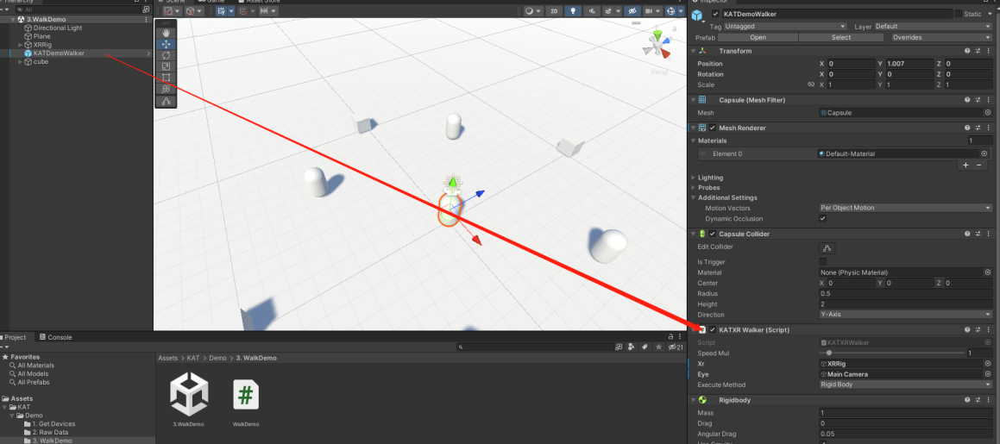 Hierarchy
Scene
Game
Asset Store
Inspector
All
3.WalkDemo
Directional Light
Plane
XRRig
KATDemoWalker
cube
2D
Persp
KATDemoWalker
Static
Tag Untagged
Layer Default
Prefab Open Select Overrides
Transform
Position X 0 Y 1.007 Z 0
Rotation X 0 Y 0 Z 0
Scale X 1 Y 1 Z 1
Capsule (Mesh Filter)
Mesh Capsule
Mesh Renderer
Materials 1
Element 0 Default-Material
Lighting
Probes
Additional Settings
Motion Vectors Per Object Motion
Dynamic Occlusion
Capsule Collider
Edit Collider
Is Trigger
Material None (Physic Material)
Center X 0 Y 0 Z 0
Radius 0.5
Height 2
Direction Y-Axis
KATXR Walker (Script)
Script KATXRWalker
Speed Mul 1
Xr XRRig
Eye Main Camera
Execute Method Rigid Body
Rigidbody
Mass 1
Drag 0
Angular Drag 0.05
Use Gravity
Project
Console
21
Favorites
All Materials
All Models
All Prefabs
Assets
KAT
Demo
1. Get Devices
2. Raw Data
3. WalkDemo
Assets > KAT > Demo > 3. WalkDemo
3.WalkDemo
WalkDemo